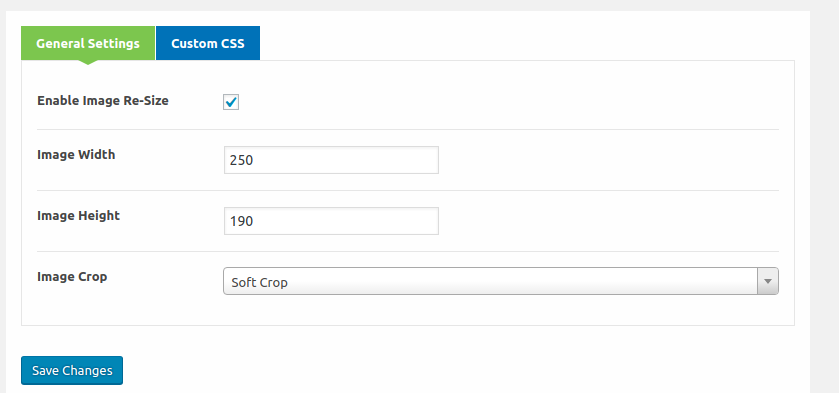 General Settings Custom CSS
Enable Image Re-Size
Image Width 250
Image Height 190
Image Crop Soft Crop
Save Changes